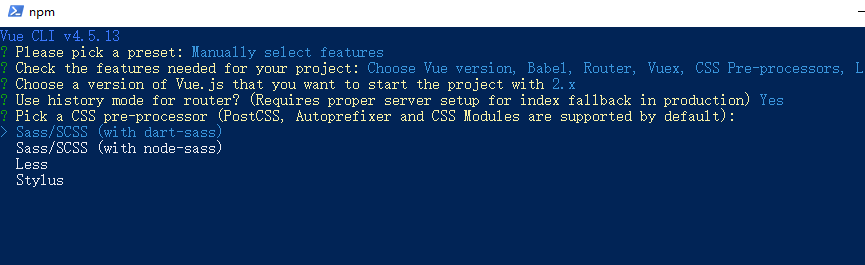 npm
Vue CLI v4.5.13
? Please pick a preset: Manually select features
? Check the features needed for your project: Choose Vue version, Babel, Router, Vuex, CSS Pre-processors, L
? Choose a version of Vue.js that you want to start the project with 2.x
? Use history mode for router? (Requires proper server setup for index fallback in production) Yes
? Pick a CSS pre-processor (PostCSS, Autoprefixer and CSS Modules are supported by default):
> Sass/SCSS (with dart-sass)
Sass/SCSS (with node-sass)
Less
Stylus